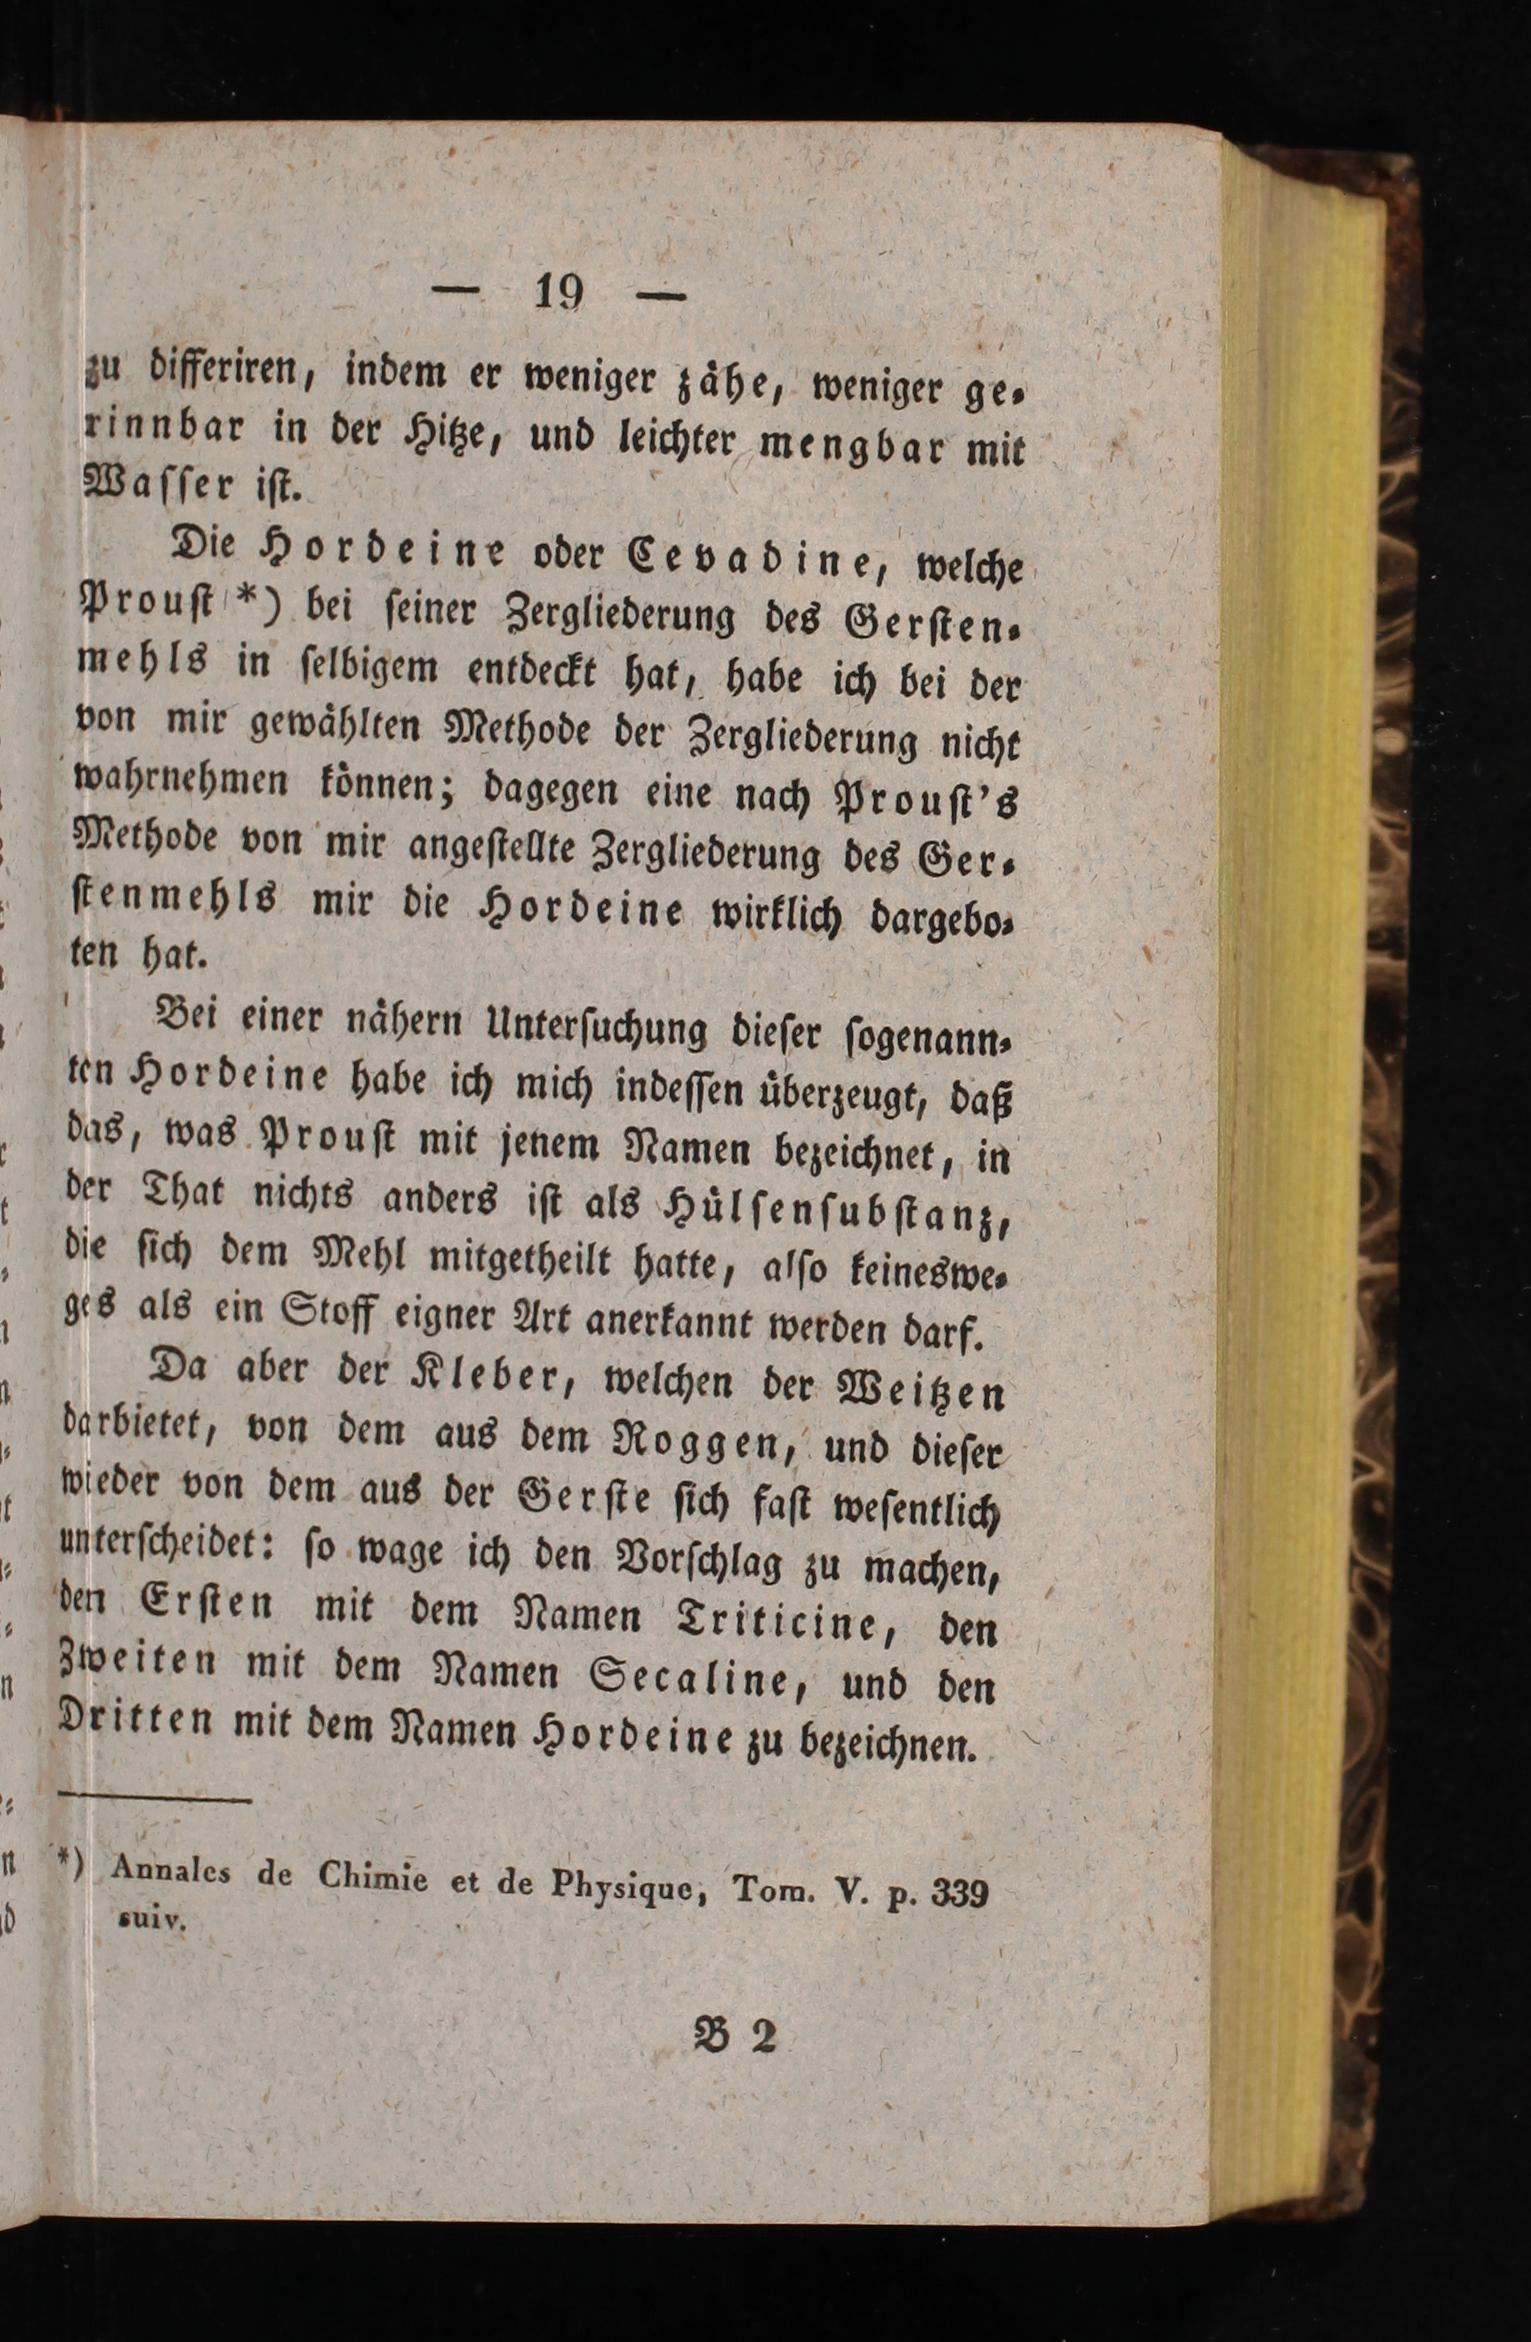 — 19 —
zu differiren, indem er weniger zähe, weniger ge-
rinnbar in der Hitze, und leichter mengbar mit
Wasser ist.
Die Hordeine oder Cevadine, welche
Proust *) bei seiner Zergliederung des Gersten-
mehls in selbigem entdeckt hat, habe ich bei der
von mir gewählten Methode der Zergliederung nicht
wahrnehmen können; dagegen eine nach Proust's
Methode von mir angestellte Zergliederung des Ger-
stenmehls mir die Hordeine wirklich dargebo-
ten hat.
Bei einer nähern Untersuchung dieser sogenann-
ten Hordeine habe ich mich indessen überzeugt, daß
das, was Proust mit jenem Namen bezeichnet, in
der That nichts anders ist als Hülsensubstanz,
die sich dem Mehl mitgetheilt hatte, also keineswe-
ges als ein Stoff eigner Art anerkannt werden darf.
Da aber der Kleber, welchen der Weitzen
darbietet, von dem aus dem Roggen, und dieser
wieder von dem aus der Gerste sich fast wesentlich
unterscheidet: so wage ich den Vorschlag zu machen,
den Ersten mit dem Namen Triticine, den
Zweiten mit dem Namen Secaline, und den
Dritten mit dem Namen Hordeine zu bezeichnen.
*) Annales de Chimie et de Physique, Tom. V. p. 339
suiv.
B 2